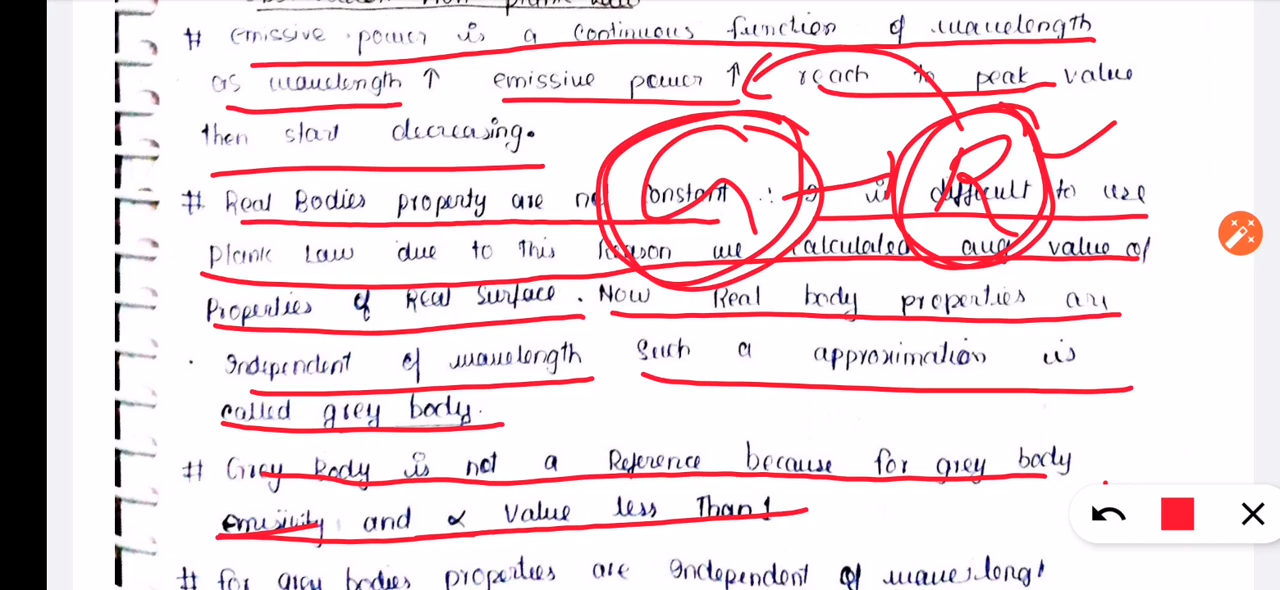 # emissive power is a continuous function of wavelength
as wavelength ↑ emissive power ↑ reach to peak value
then start decreasing.
# Real Bodies property are not constant ∴ it is difficult to use
Plank Law due to this Reason we calculated aug value of
Properties of Real Surface. Now Real body properties are
Independent of wavelength Such a approximation is
called grey body.
# Grey Body is not a Reference because for grey body
emissivity and α value less Than 1
# for gray bodies properties are Independent of wavelengt
R